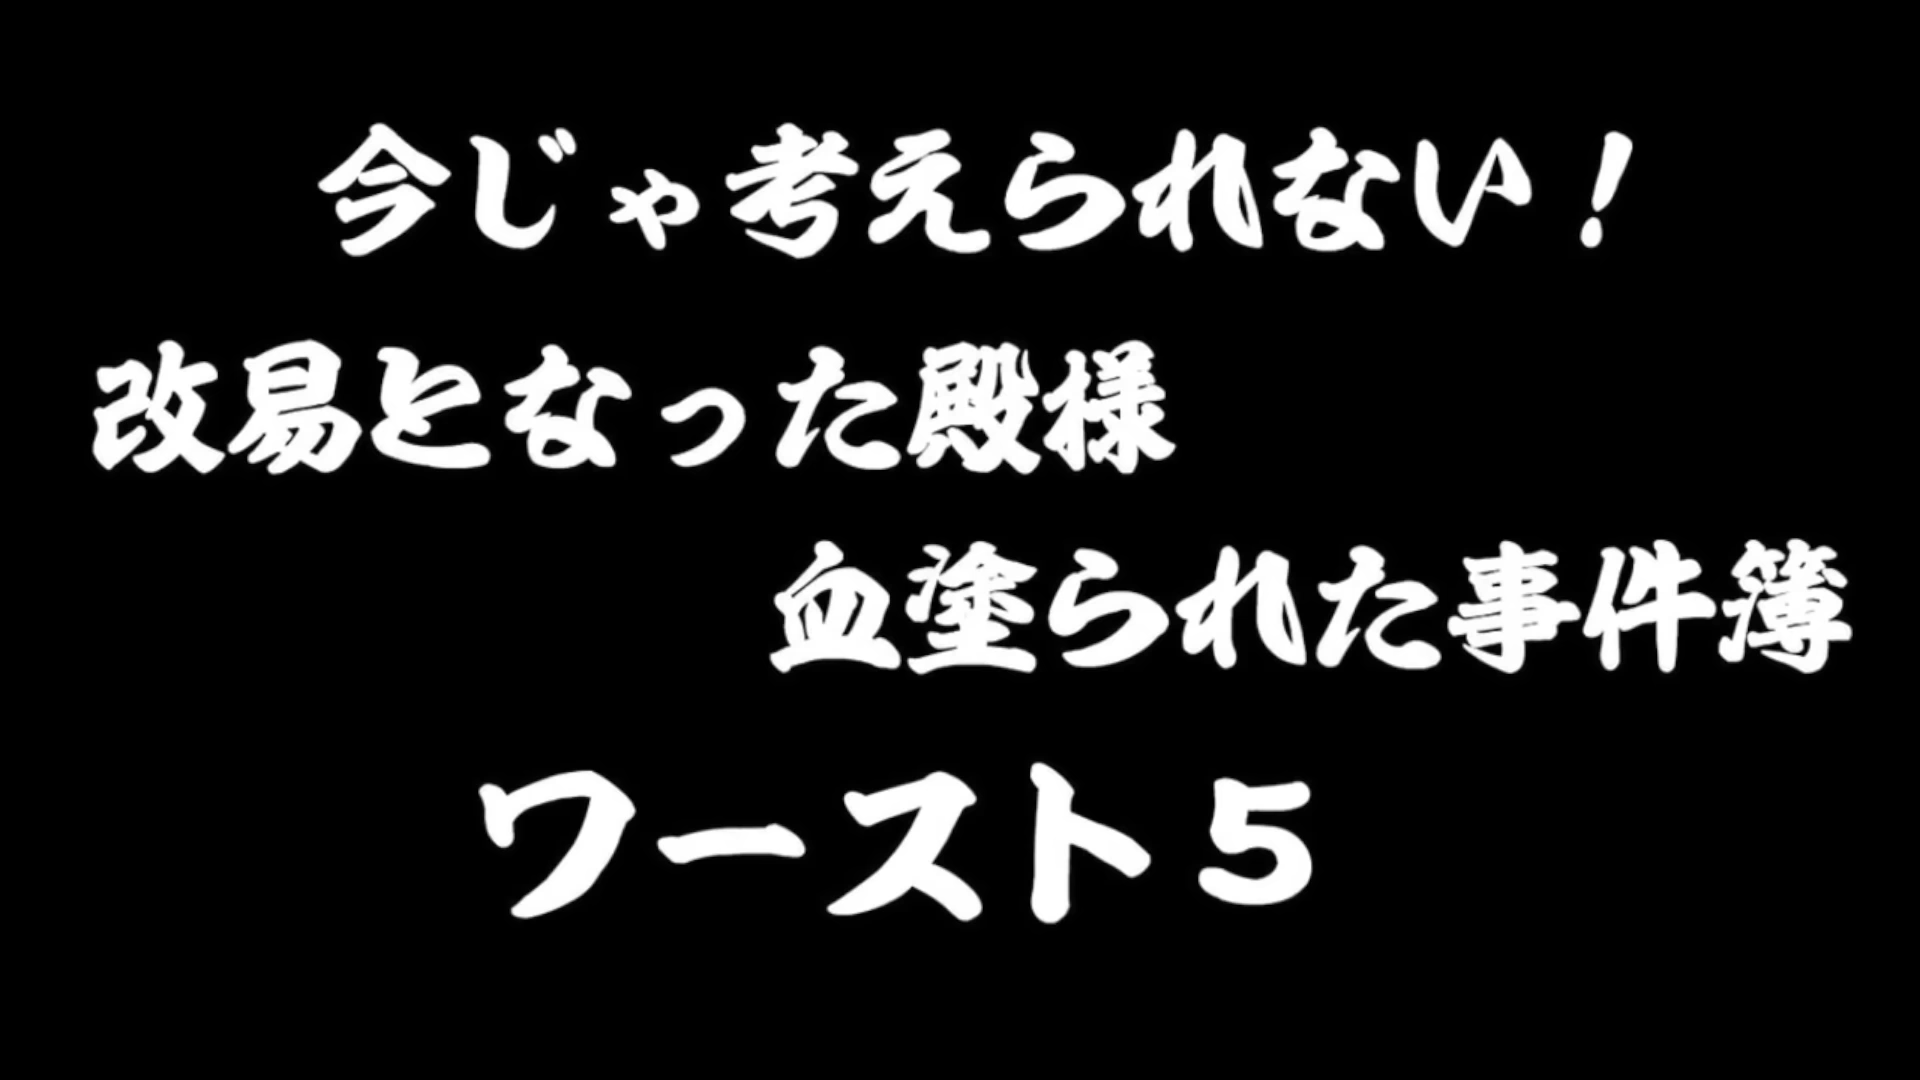 今じゃ考えられない！
改易となった殿様
血塗られた事件簿
ワースト５